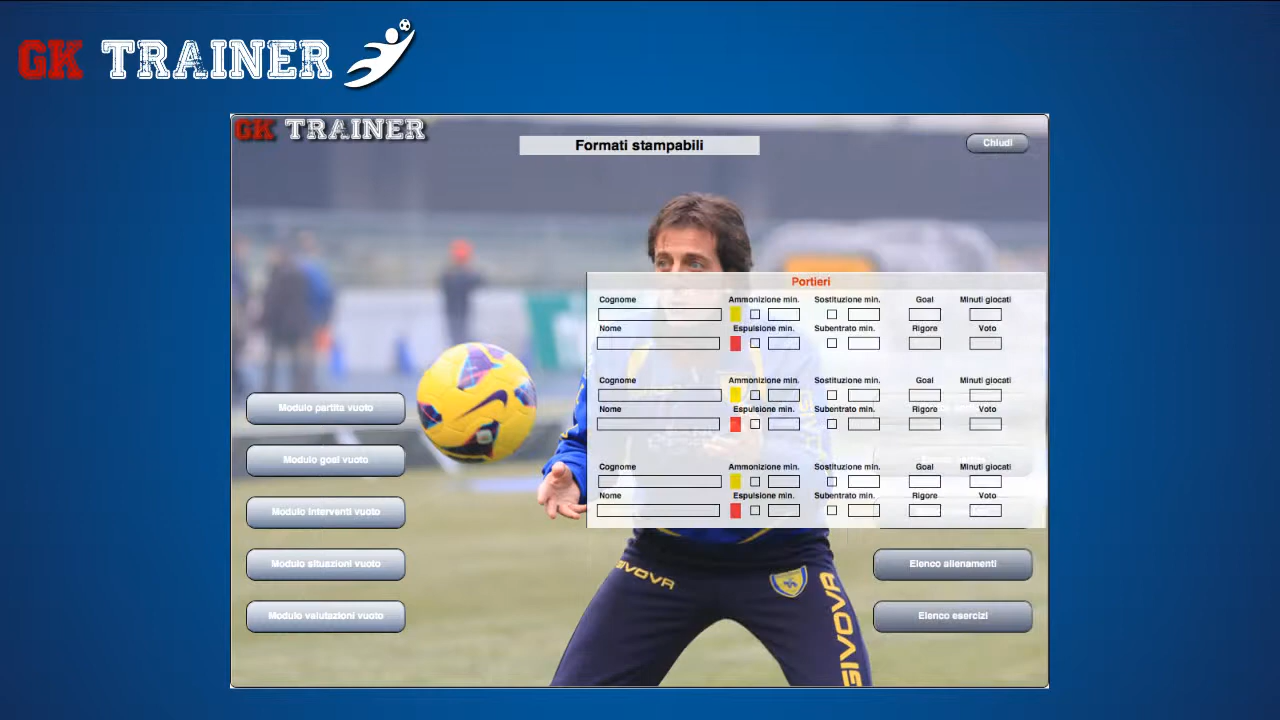 GK TRAINER
GK TRAINER
Formati stampabili
Chiudi
Portieri
Cognome Ammonizione min. Sostituzione min. Goal Minuti giocati
Nome Espulsione min. Subentrato min. Rigore Voto
Cognome Ammonizione min. Sostituzione min. Goal Minuti giocati
Nome Espulsione min. Subentrato min. Rigore Voto
Cognome Ammonizione min. Sostituzione min. Goal Minuti giocati
Nome Espulsione min. Subentrato min. Rigore Voto
Modulo partita vuoto
Modulo goal vuoto
Modulo interventi vuoto
Modulo situazioni vuoto
Modulo valutazioni vuoto
Elenco allenamenti
Elenco esercizi
GIVOVA
GIVOVA